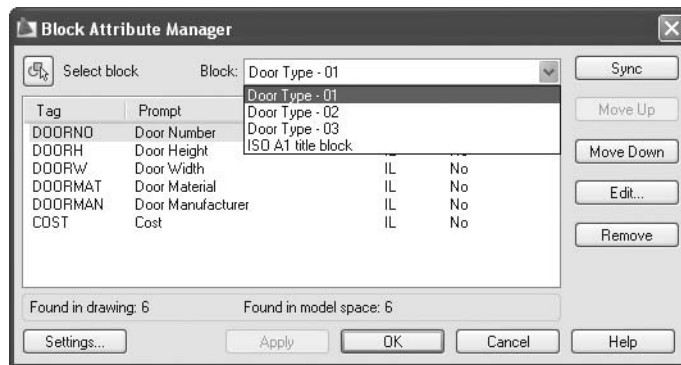 Block Attribute Manager
Select block Block: Door Type - 01 Sync
Door Type - 01
Door Type - 02
Door Type - 03
ISO A1 title block
Tag Prompt Move Up
DOORNO Door Number
DOORH Door Height IL No Move Down
DOORW Door Width IL No
DOORMAT Door Material IL No Edit...
DOORMAN Door Manufacturer IL No
COST Cost IL No Remove
Found in drawing: 6 Found in model space: 6
Settings... Apply OK Cancel Help